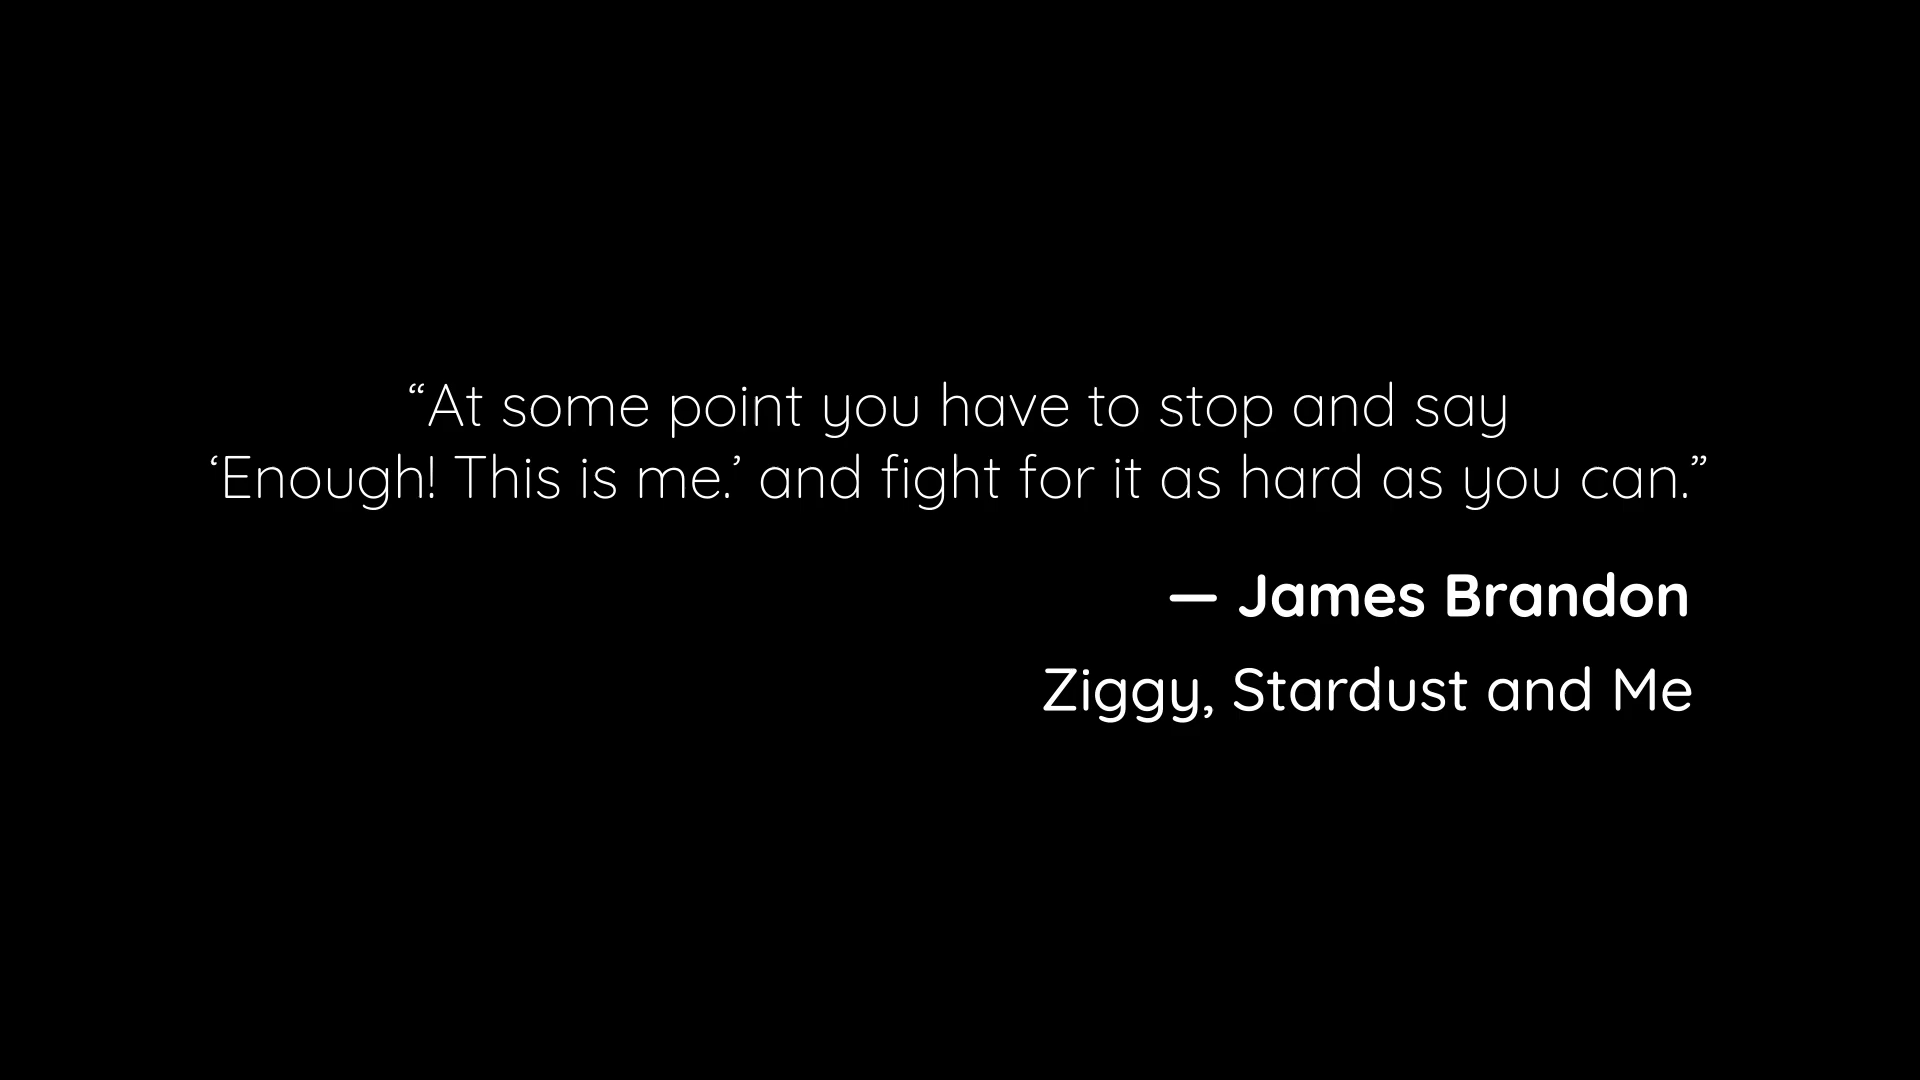 “At some point you have to stop and say
‘Enough! This is me.’ and fight for it as hard as you can.”
— James Brandon
Ziggy, Stardust and Me